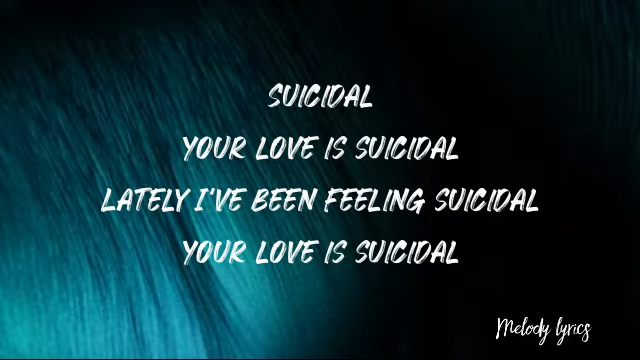 SUICIDAL
YOUR LOVE IS SUICIDAL
LATELY I'VE BEEN FEELING SUICIDAL
YOUR LOVE IS SUICIDAL
Melody lyrics